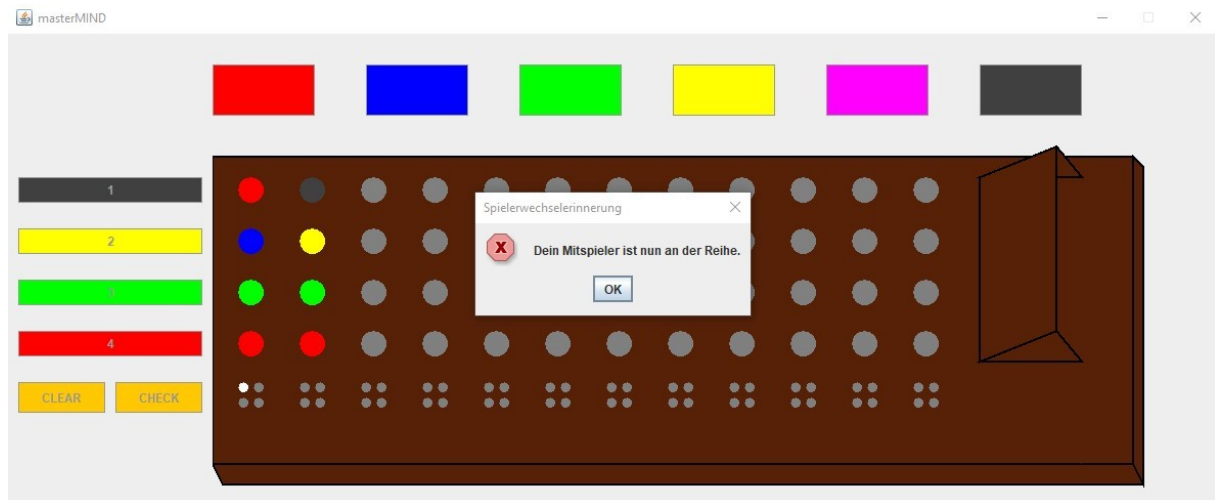 masterMIND
1
Spielerwechselerinnerung
2
Dein Mitspieler ist nun an der Reihe.
OK
3
4
CLEAR
CHECK